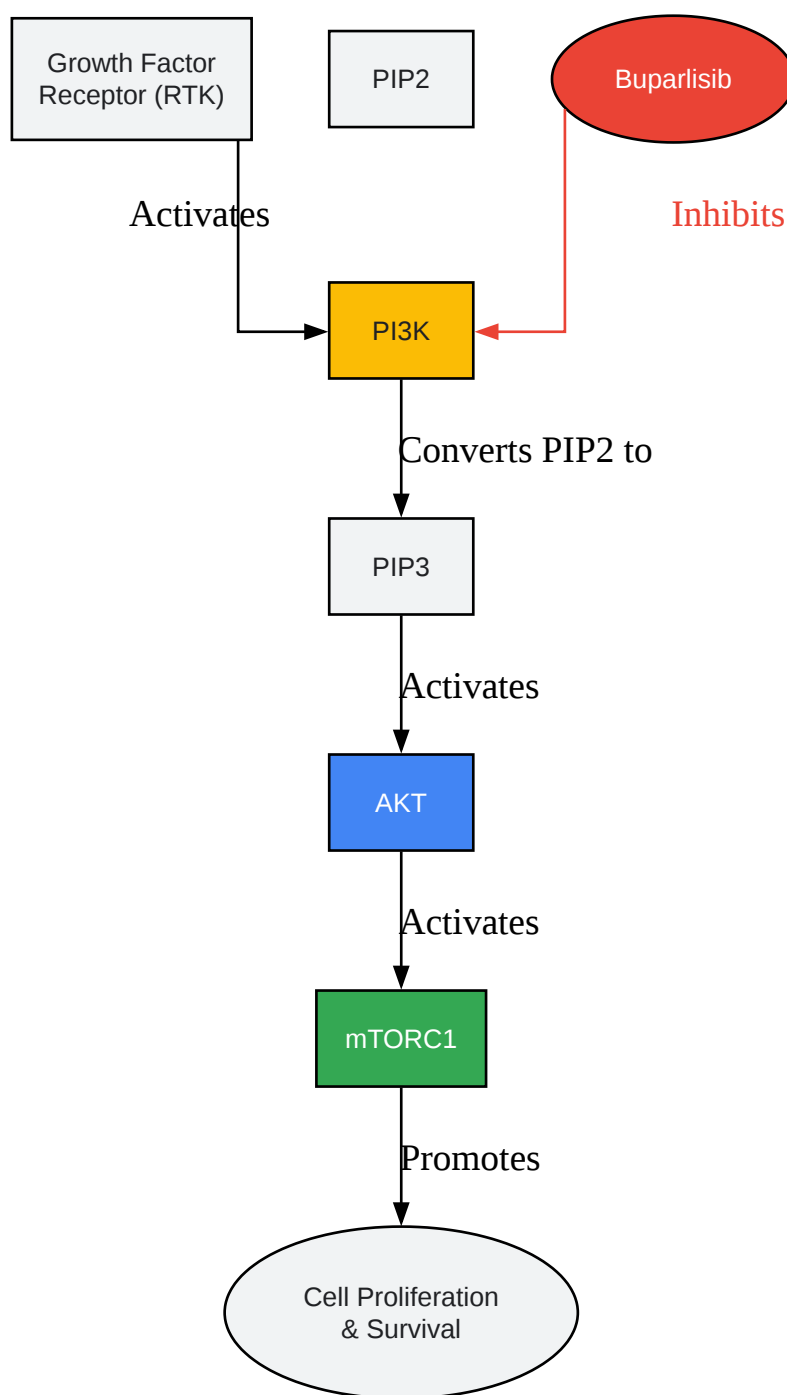 Growth Factor
Receptor (RTK)
PIP2
Buparlisib
Activates
Inhibits
PI3K
Converts PIP2 to
PIP3
Activates
AKT
Activates
mTORC1
Promotes
Cell Proliferation
& Survival